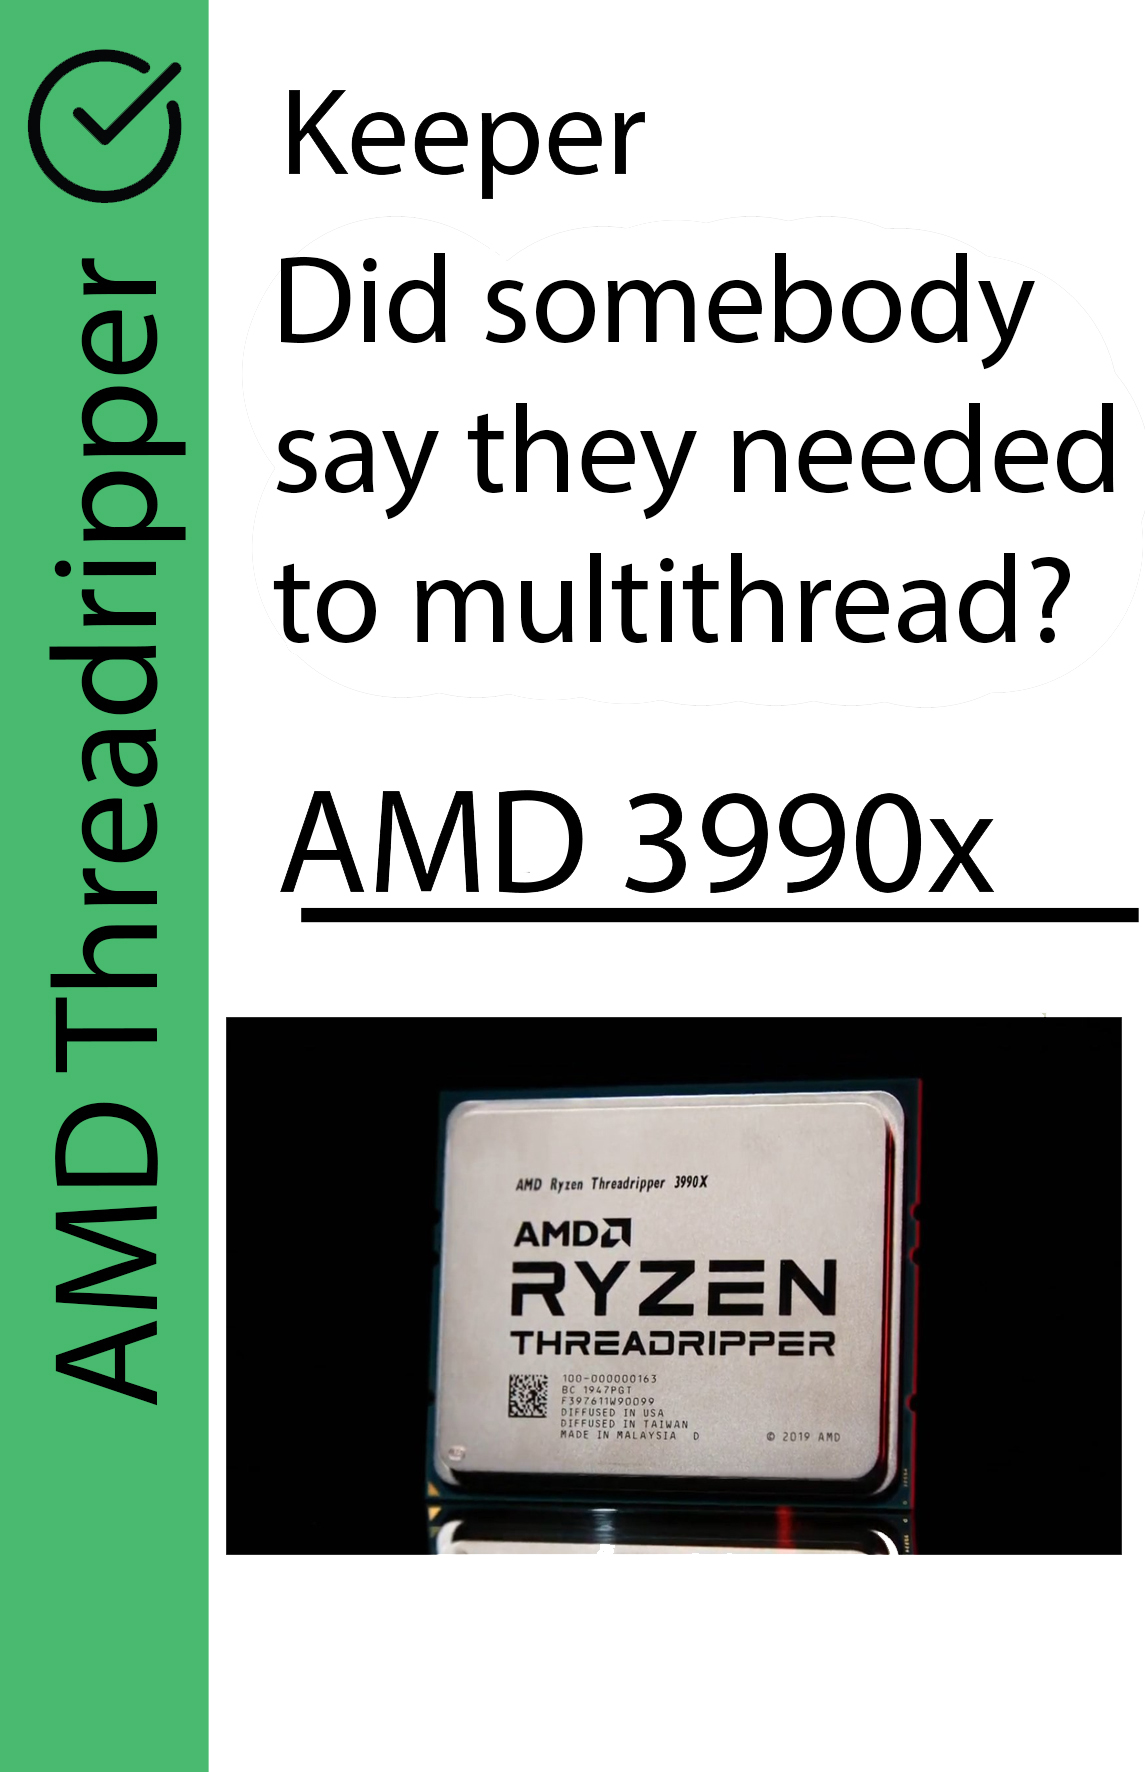 AMD Threadripper
Keeper
Did somebody
say they needed
to multithread?
AMD 3990x
AMD Ryzen Threadripper 3990X
AMD
RYZEN
THREADRIPPER
100-000000163
BC 1947PGT
F397611W90099
DIFFUSED IN USA
DIFFUSED IN TAIWAN
MADE IN MALAYSIA D
© 2019 AMD